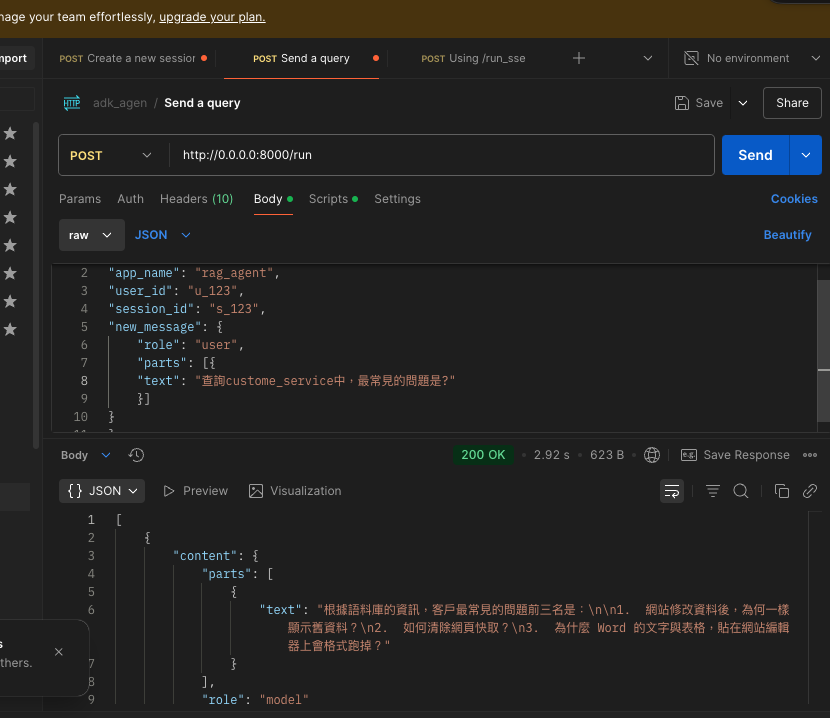 nage your team effortlessly, upgrade your plan.
mport
POST Create a new session
POST Send a query
POST Using /run_sse
No environment
HTTP adk_agen / Send a query
Save
Share
POST
http://0.0.0.0:8000/run
Send
Params Auth Headers (10) Body Scripts Settings
Cookies
raw JSON
Beautify
2 "app_name": "rag_agent",
3 "user_id": "u_123",
4 "session_id": "s_123",
5 "new_message": {
6 "role": "user",
7 "parts": [{
8 "text": "查詢custome_service中，最常見的問題是?"
9 }]
10 }
Body
200 OK • 2.92 s • 623 B
Save Response
{} JSON Preview Visualization
1 [
2 {
3 "content": {
4 "parts": [
5 {
6 "text": "根據語料庫的資訊，客戶最常見的問題前三名是：\n\n1. 網站修改資料後，為何一樣
顯示舊資料？\n2. 如何清除網頁快取？\n3. 為什麼 Word 的文字與表格，貼在網站編輯
器上會格式跑掉？"
7 }
8 ],
9 "role": "model"
s
thers.